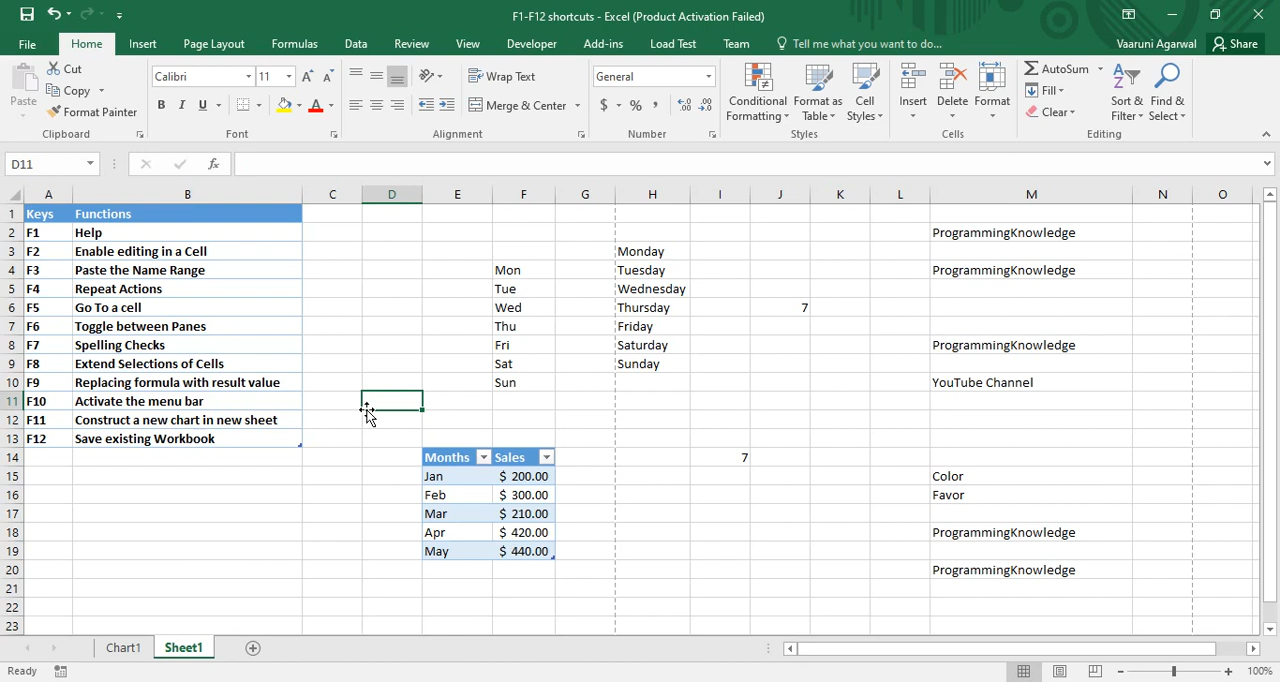 F1-F12 shortcuts - Excel (Product Activation Failed)
File Home Insert Page Layout Formulas Data Review View Developer Add-ins Load Test Team Tell me what you want to do... Vaaruni Agarwal Share
Paste Cut Copy Format Painter Clipboard
Calibri 11 B I U A A A Font
Wrap Text Merge & Center Alignment
General $ % , Number
Conditional Formatting Format as Table Cell Styles Styles
Insert Delete Format Cells
AutoSum Fill Clear Sort & Filter Find & Select Editing
D11 fx
A B C D E F G H I J K L M N O
1 Keys Functions
2 F1 Help ProgrammingKnowledge
3 F2 Enable editing in a Cell Monday
4 F3 Paste the Name Range Mon Tuesday ProgrammingKnowledge
5 F4 Repeat Actions Tue Wednesday
6 F5 Go To a cell Wed Thursday 7
7 F6 Toggle between Panes Thu Friday
8 F7 Spelling Checks Fri Saturday ProgrammingKnowledge
9 F8 Extend Selections of Cells Sat Sunday
10 F9 Replacing formula with result value Sun YouTube Channel
11 F10 Activate the menu bar
12 F11 Construct a new chart in new sheet
13 F12 Save existing Workbook
14 Months Sales 7
15 Jan $ 200.00 Color
16 Feb $ 300.00 Favor
17 Mar $ 210.00
18 Apr $ 420.00 ProgrammingKnowledge
19 May $ 440.00
20 ProgrammingKnowledge
21
22
23
Chart1 Sheet1
Ready 100%